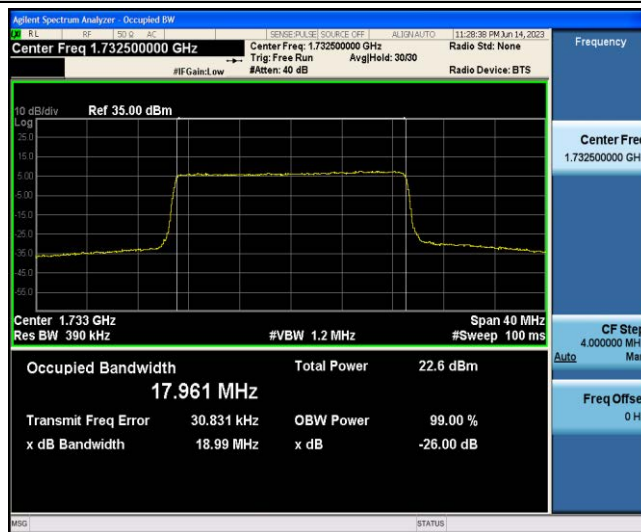 Agilent Spectrum Analyzer - Occupied BW
RL RF 50 Ω AC SENSE:PULSE SOURCE OFF ALIGN AUTO 11:28:38 PM Jun 14, 2023
Center Freq 1.732500000 GHz
Center Freq: 1.732500000 GHz
Radio Std: None
Trig: Free Run Avg|Hold: 30/30
#IFGain:Low #Atten: 40 dB Radio Device: BTS
10 dB/div Ref 35.00 dBm
Log
25.0
15.0
5.00
-5.00
-15.0
-25.0
-35.0
-45.0
-55.0
Center 1.733 GHz Span 40 MHz
Res BW 390 kHz #VBW 1.2 MHz #Sweep 100 ms
Occupied Bandwidth Total Power 22.6 dBm
17.961 MHz
Transmit Freq Error 30.831 kHz OBW Power 99.00 %
x dB Bandwidth 18.99 MHz x dB -26.00 dB
MSG STATUS
Frequency
Center Fre
1.732500000 GH
CF Step
4.000000 MH
Auto Ma
Freq Offse
0 H